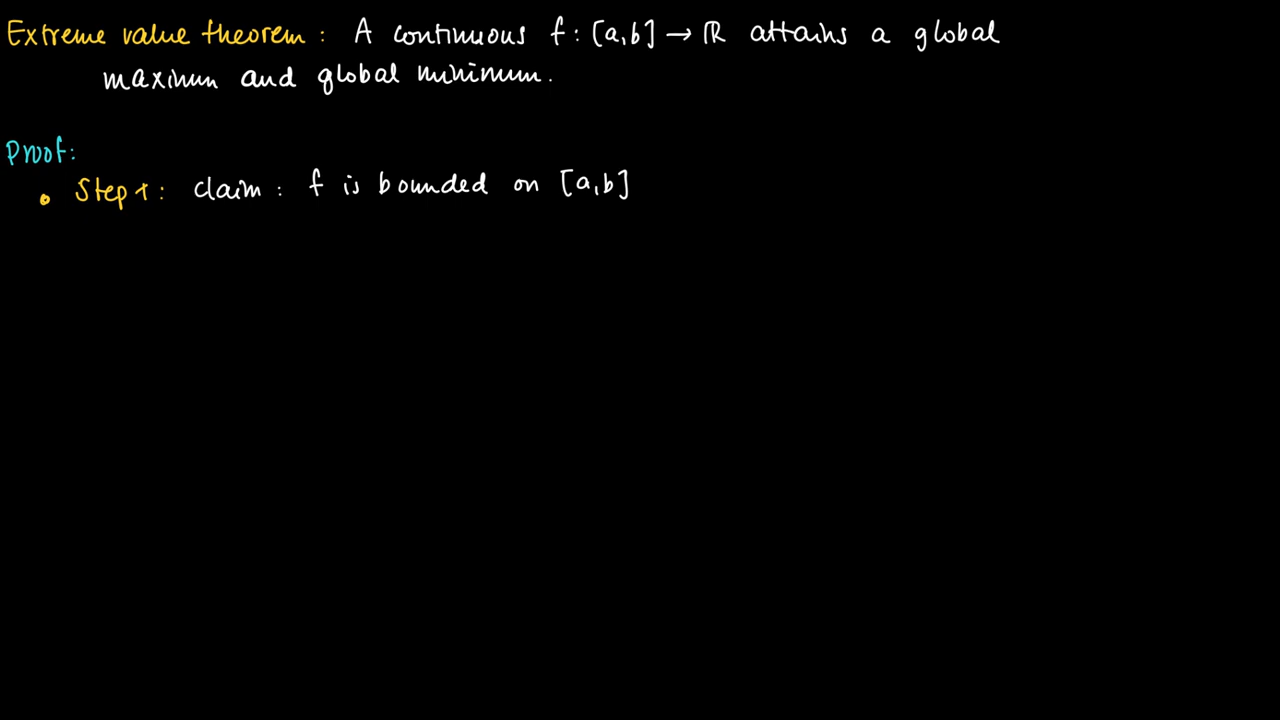 Extreme value theorem: A continuous f: [a,b] → ℝ attains a global
maximum and global minimum.
Proof:
• Step 1: claim: f is bounded on [a,b]